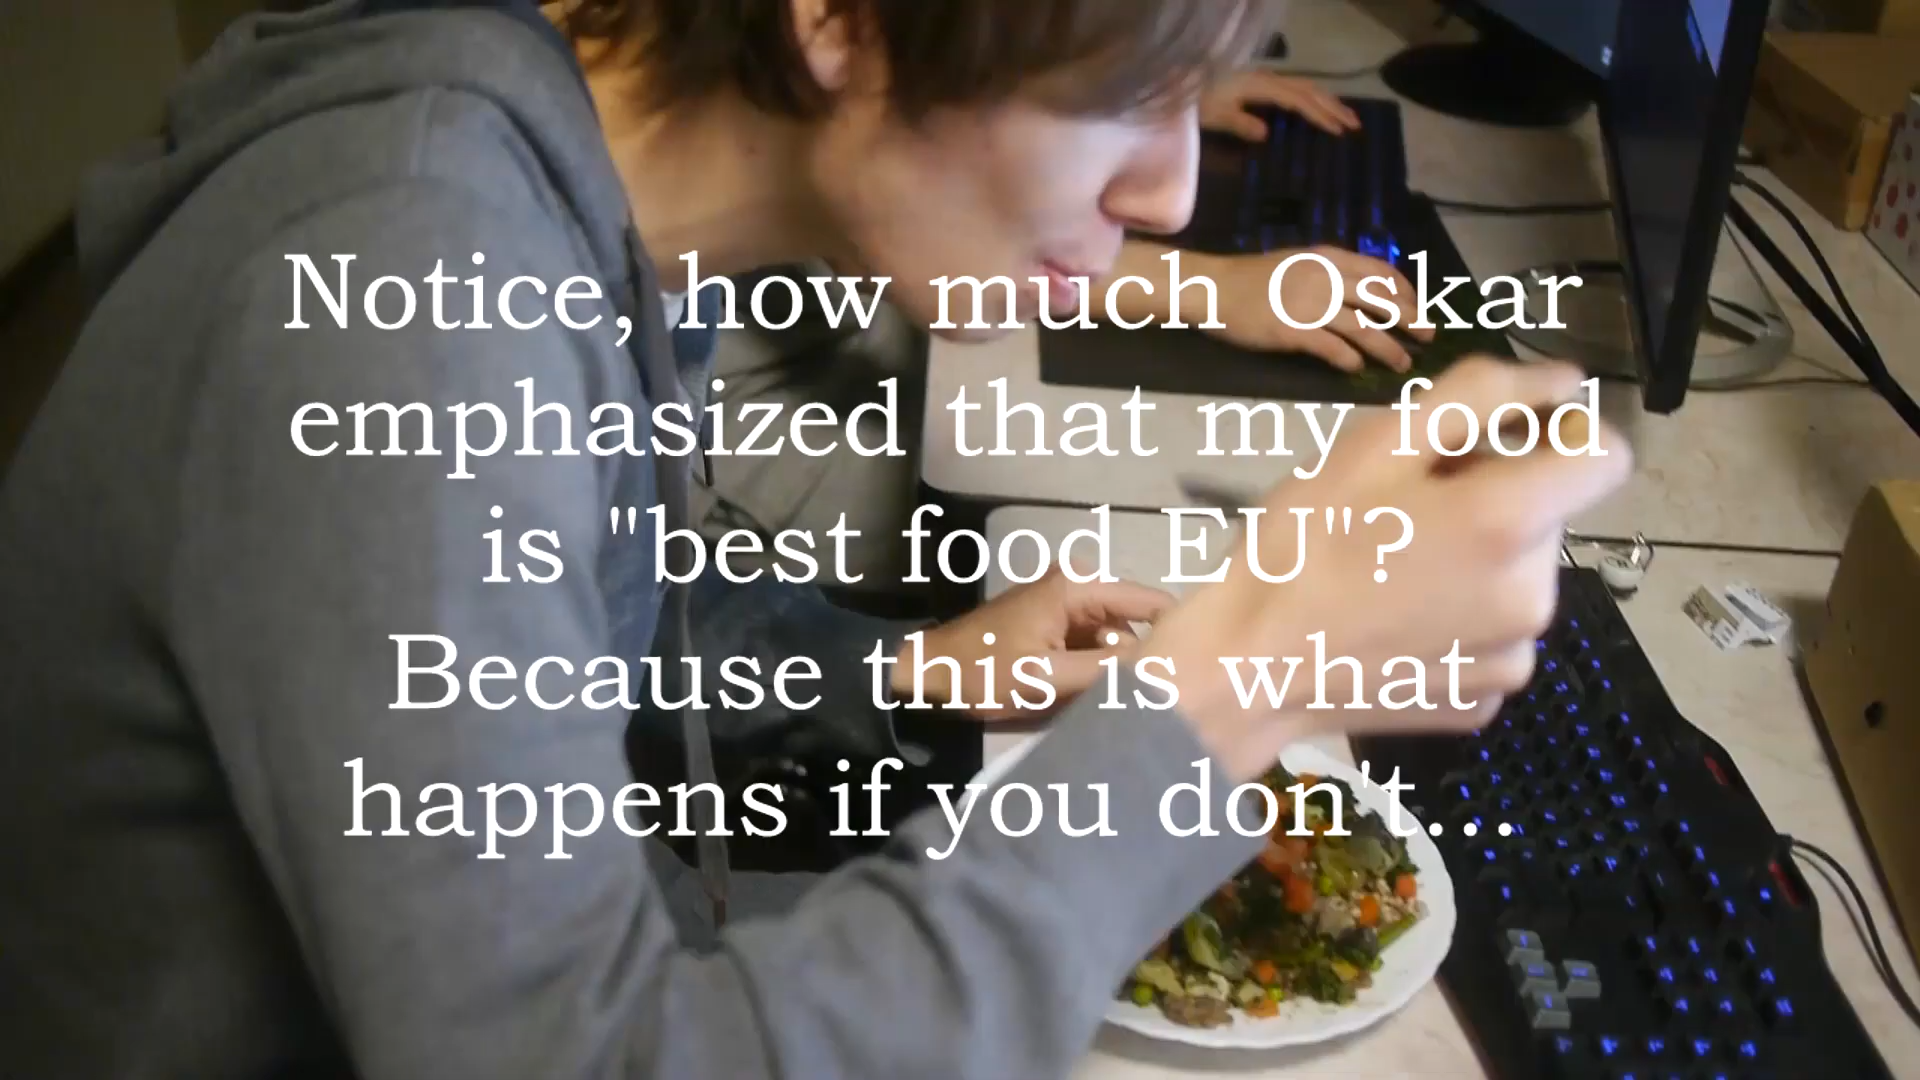 Notice, how much Oskar
emphasized that my food
is "best food EU"?
Because this is what
happens if you don't...